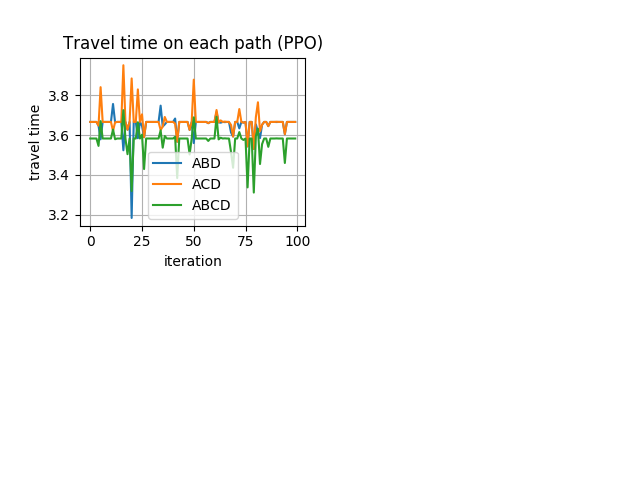 Travel time on each path (PPO)
travel time
3.8
3.6
3.4
3.2
ABD
ACD
ABCD
0 25 50 75 100
iteration